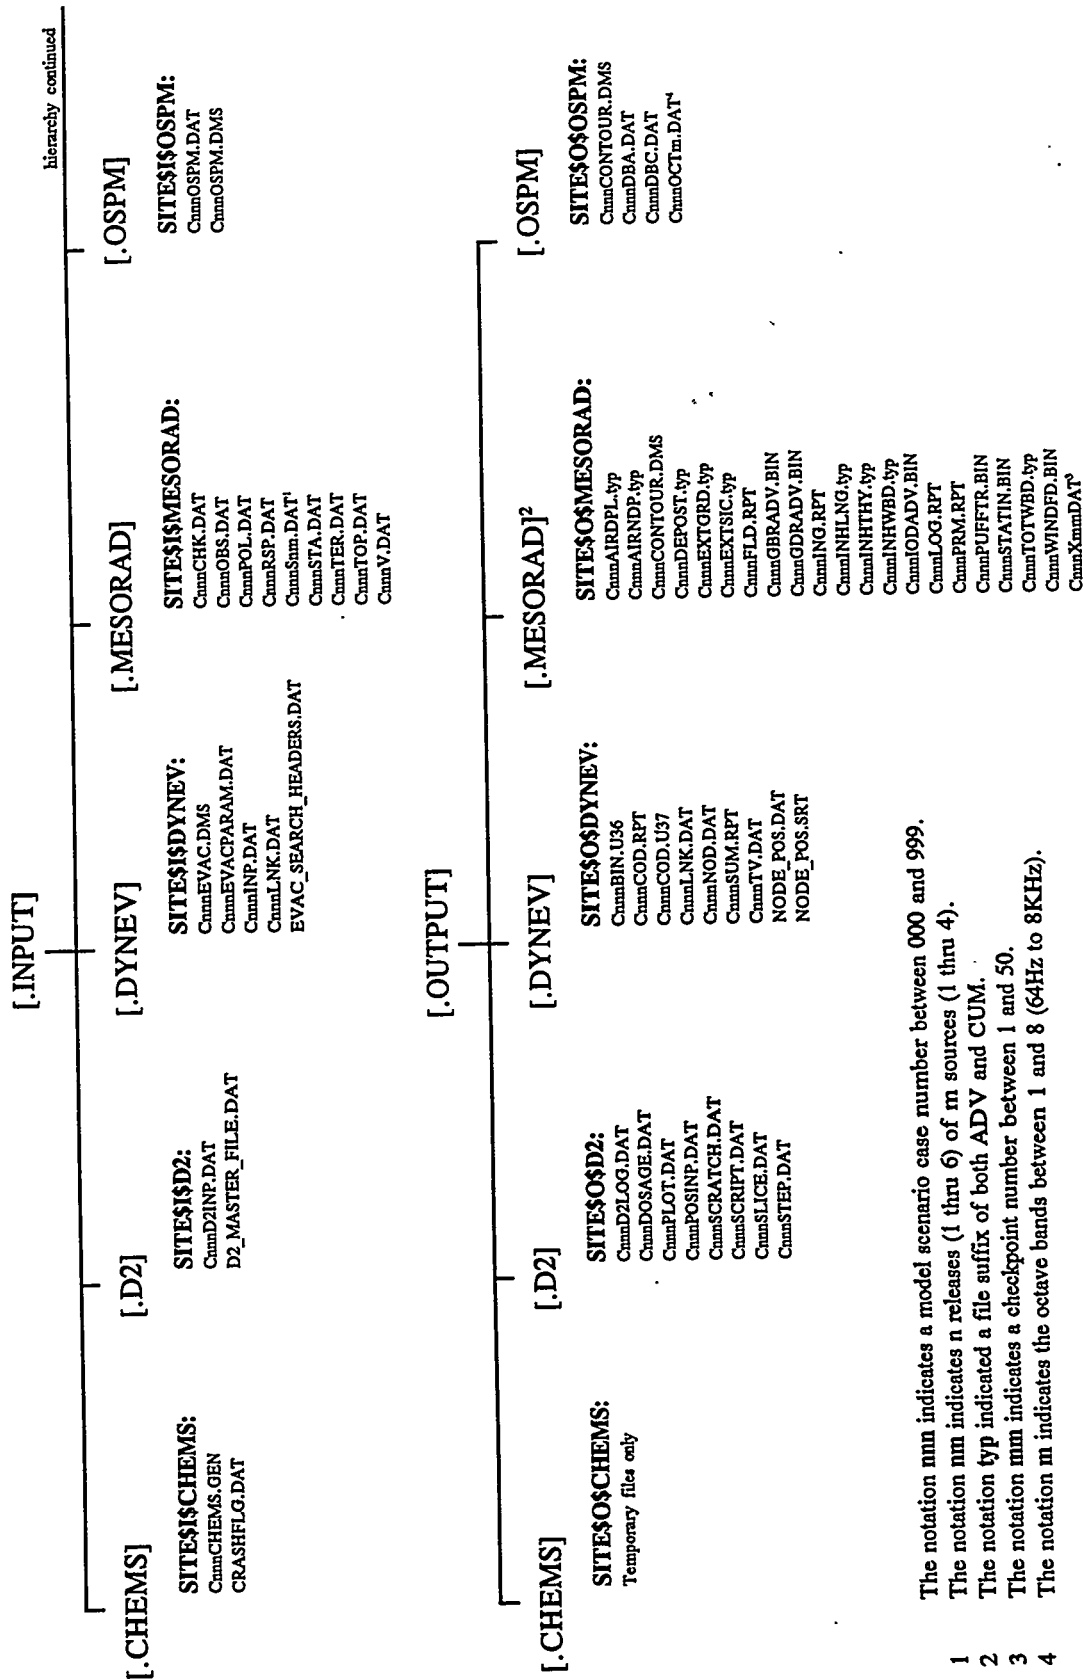 hierarchy continued
[.INPUT]
[.CHEMS]
SITE$I$CHEMS:
CnnnCHEMS.GEN
CRASHFLG.DAT
[.D2]
SITE$I$D2:
CnnnD2INP.DAT
D2_MASTER_FILE.DAT
[.DYNEV]
SITE$I$DYNEV:
CnnnEVAC.DMS
CnnnEVACPARAM.DAT
CnnnINP.DAT
CnnnLNK.DAT
EVAC_SEARCH_HEADERS.DAT
[.MESORAD]
SITE$I$MESORAD:
CnnnCHK.DAT
CnnnOBS.DAT
CnnnPOL.DAT
CnnnRSP.DAT
CnnnSnm.DAT¹
CnnnSTA.DAT
CnnnTER.DAT
CnnnTOP.DAT
CnnnV.DAT
[.OSPM]
SITE$I$OSPM:
CnnnOSPM.DAT
CnnnOSPM.DMS
[.OUTPUT]
[.CHEMS]
SITE$O$CHEMS:
Temporary files only
[.D2]
SITE$O$D2:
CnnnD2LOG.DAT
CnnnDOSAGE.DAT
CnnnPLOT.DAT
CnnnPOSINP.DAT
CnnnSCRATCH.DAT
CnnnSCRIPT.DAT
CnnnSLICE.DAT
CnnnSTEP.DAT
[.DYNEV]
SITE$O$DYNEV:
CnnnBIN.U36
CnnnCOD.RPT
CnnnCOD.U37
CnnnLNK.DAT
CnnnNOD.DAT
CnnnSUM.RPT
CnnnTV.DAT
NODE_POS.DAT
NODE_POS.SRT
[.MESORAD]²
SITE$O$MESORAD:
CnnnAIRDPL.typ
CnnnAIRNDP.typ
CnnnCONTOUR.DMS
CnnnDEPOST.typ
CnnnEXTGRD.typ
CnnnEXTSIC.typ
CnnnFLD.RPT
CnnnGBRADV.BIN
CnnnGDRADV.BIN
CnnnING.RPT
CnnnINHLNG.typ
CnnnINHTHY.typ
CnnnINHWBD.typ
CnnnIODADV.BIN
CnnnLOG.RPT
CnnnPRM.RPT
CnnnPUFFTR.BIN
CnnnSTATIN.BIN
CnnnTOTWBD.typ
CnnnWINDFD.BIN
CnnnXmmDAT³
[.OSPM]
SITE$O$OSPM:
CnnnCONTOUR.DMS
CnnnDBA.DAT
CnnnDBC.DAT
CnnnOCTm.DAT⁴
The notation nnn indicates a model scenario case number between 000 and 999.
1 The notation nm indicates n releases (1 thru 6) of m sources (1 thru 4).
2 The notation typ indicated a file suffix of both ADV and CUM.
3 The notation mm indicates a checkpoint number between 1 and 50.
4 The notation m indicates the octave bands between 1 and 8 (64Hz to 8KHz).